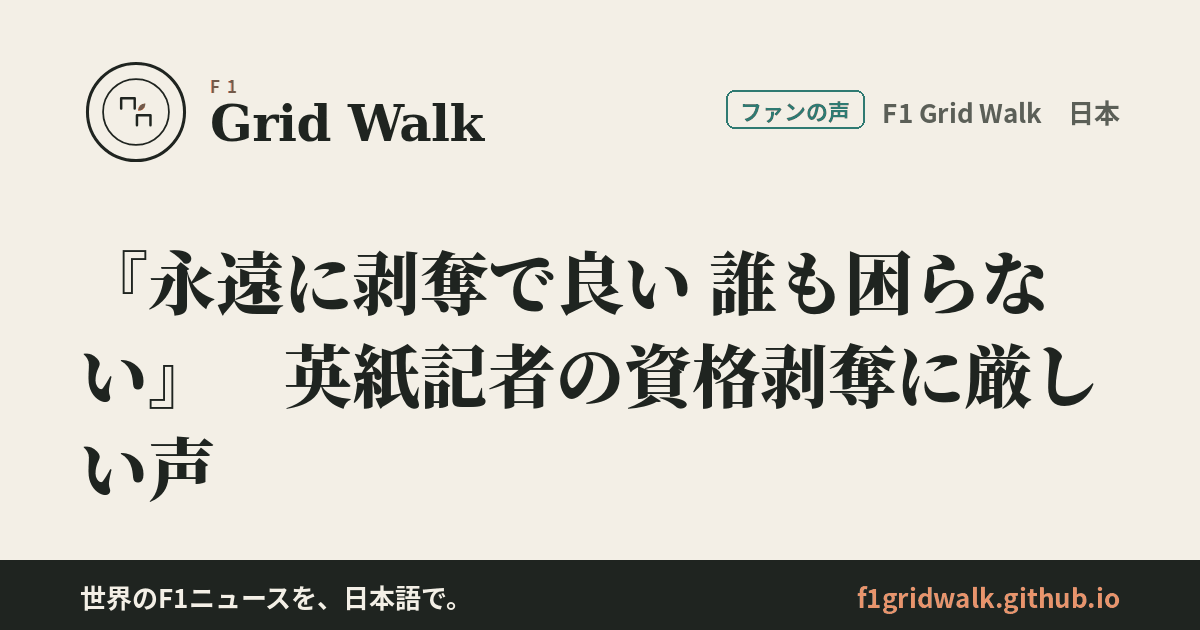 F1
Grid Walk
ファンの声
F1 Grid Walk　日本
『永遠に剥奪で良い 誰も困らな
い』　英紙記者の資格剥奪に厳し
い声
世界のF1ニュースを、日本語で。
f1gridwalk.github.io